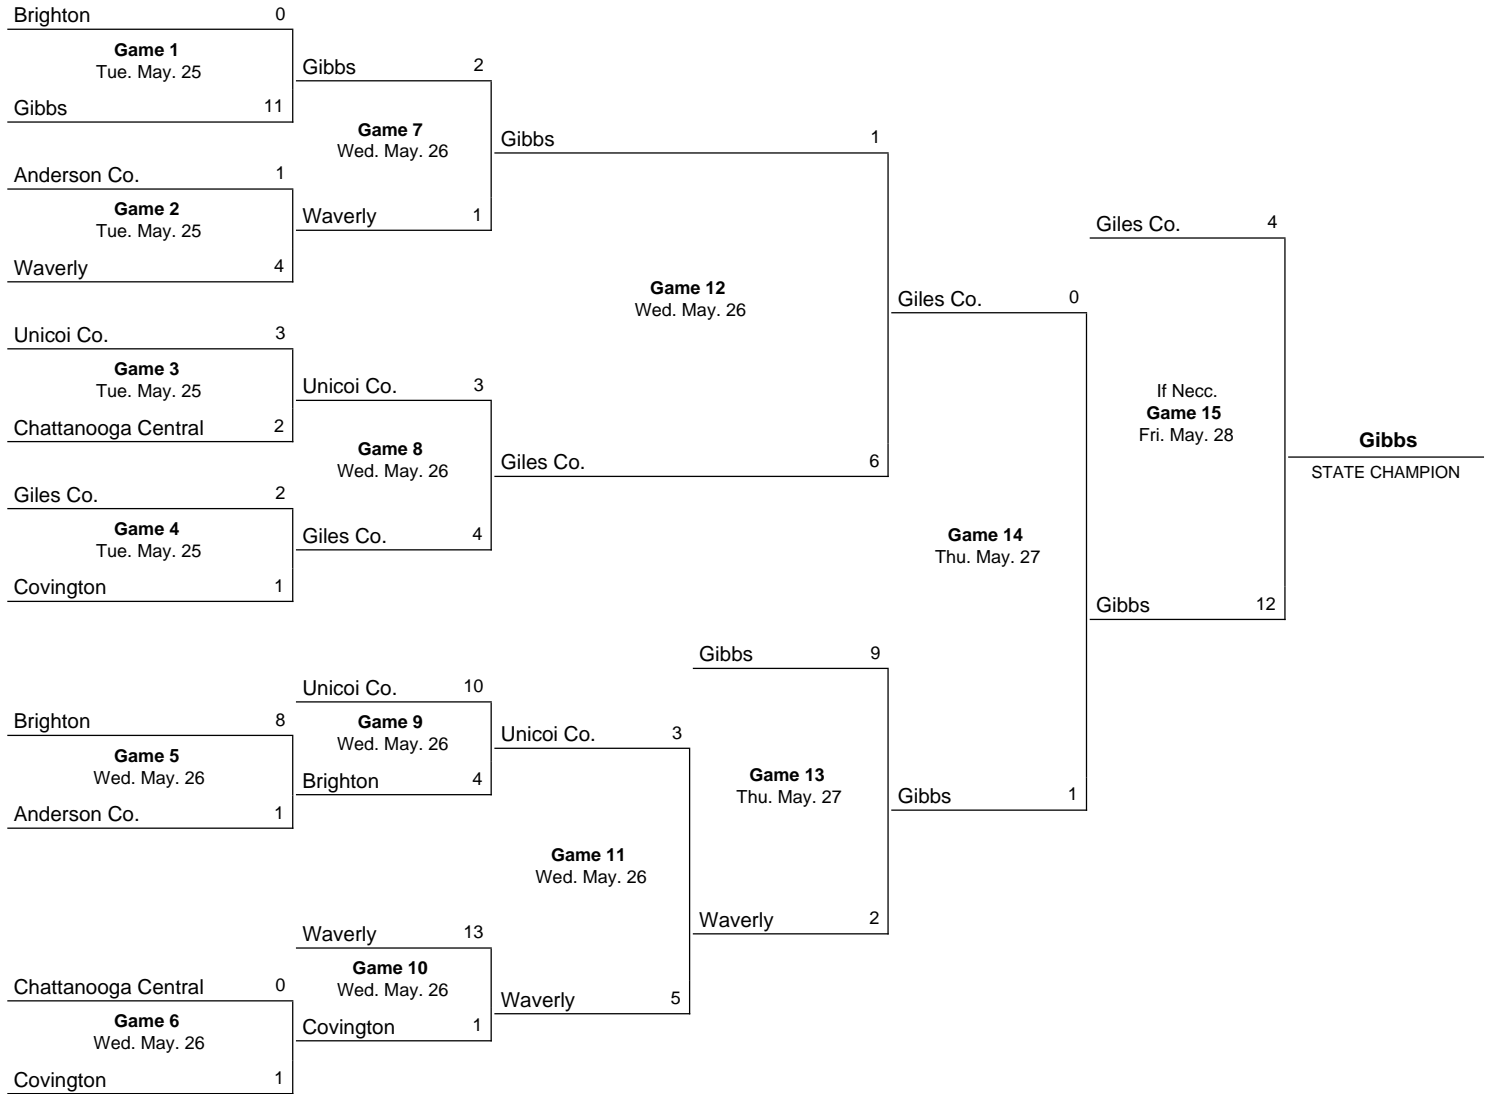 Brighton 0
Game 1
Tue. May. 25
Gibbs 11
Anderson Co. 1
Game 2
Tue. May. 25
Waverly 4
Unicoi Co. 3
Game 3
Tue. May. 25
Chattanooga Central 2
Giles Co. 2
Game 4
Tue. May. 25
Covington 1
Brighton 8
Game 5
Wed. May. 26
Anderson Co. 1
Chattanooga Central 0
Game 6
Wed. May. 26
Covington 1
Gibbs 2
Game 7
Wed. May. 26
Waverly 1
Unicoi Co. 3
Game 8
Wed. May. 26
Giles Co. 4
Unicoi Co. 10
Game 9
Wed. May. 26
Brighton 4
Waverly 13
Game 10
Wed. May. 26
Covington 1
Gibbs 1
Game 12
Wed. May. 26
Giles Co. 6
Unicoi Co. 3
Game 11
Wed. May. 26
Waverly 5
Gibbs 9
Game 13
Thu. May. 27
Waverly 2
Giles Co. 0
Game 14
Thu. May. 27
Gibbs 1
Giles Co. 4
If Necc.
Game 15
Fri. May. 28
Gibbs 12
Gibbs
STATE CHAMPION